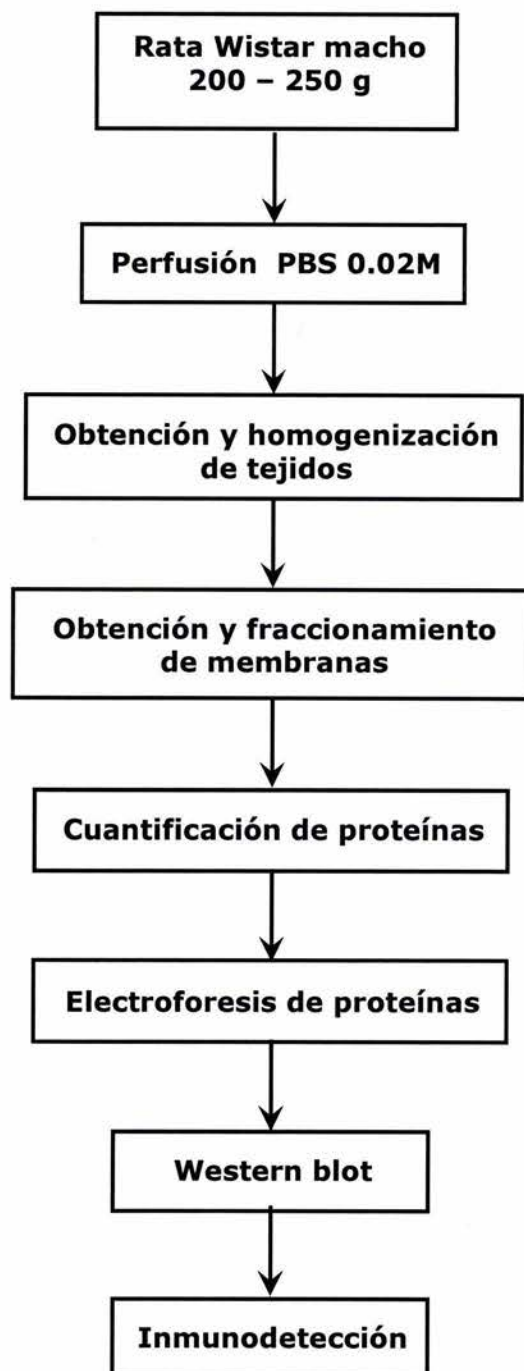 Rata Wistar macho
200 – 250 g
Perfusión PBS 0.02M
Obtención y homogenización
de tejidos
Obtención y fraccionamiento
de membranas
Cuantificación de proteínas
Electroforesis de proteínas
Western blot
Inmunodetección